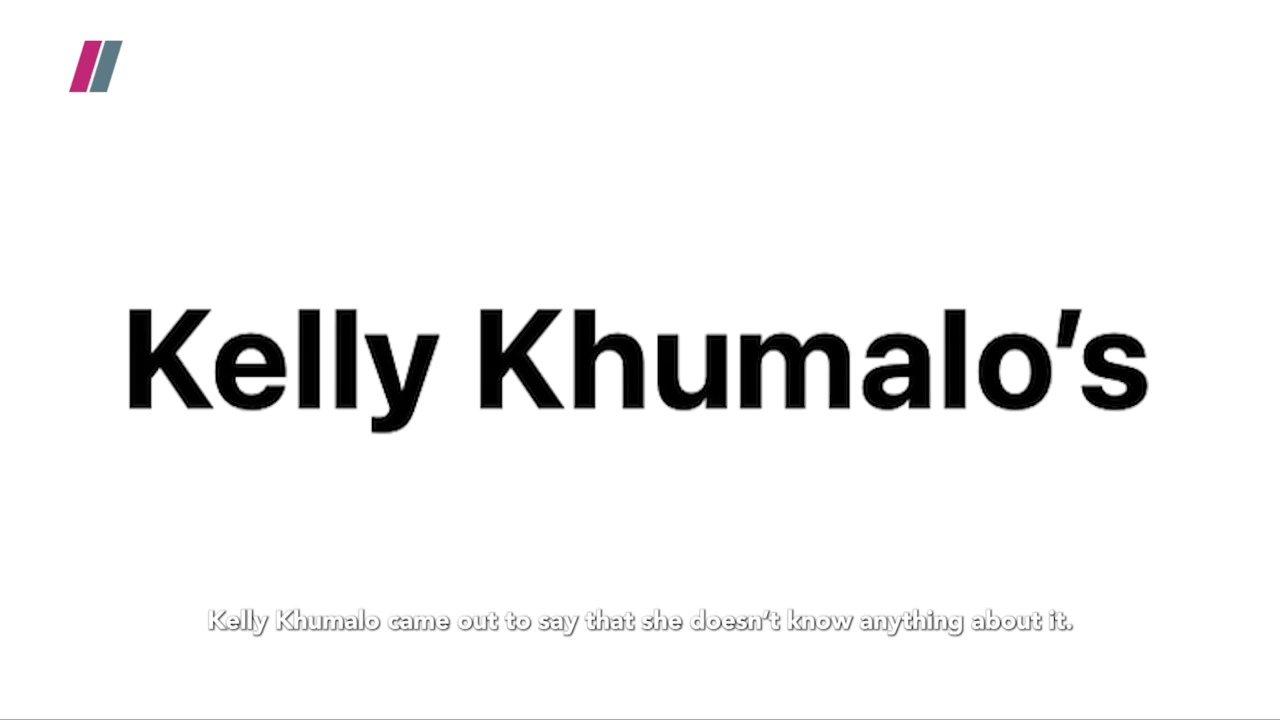 Kelly Khumalo’s
Kelly Khumalo came out to say that she doesn’t know anything about it.